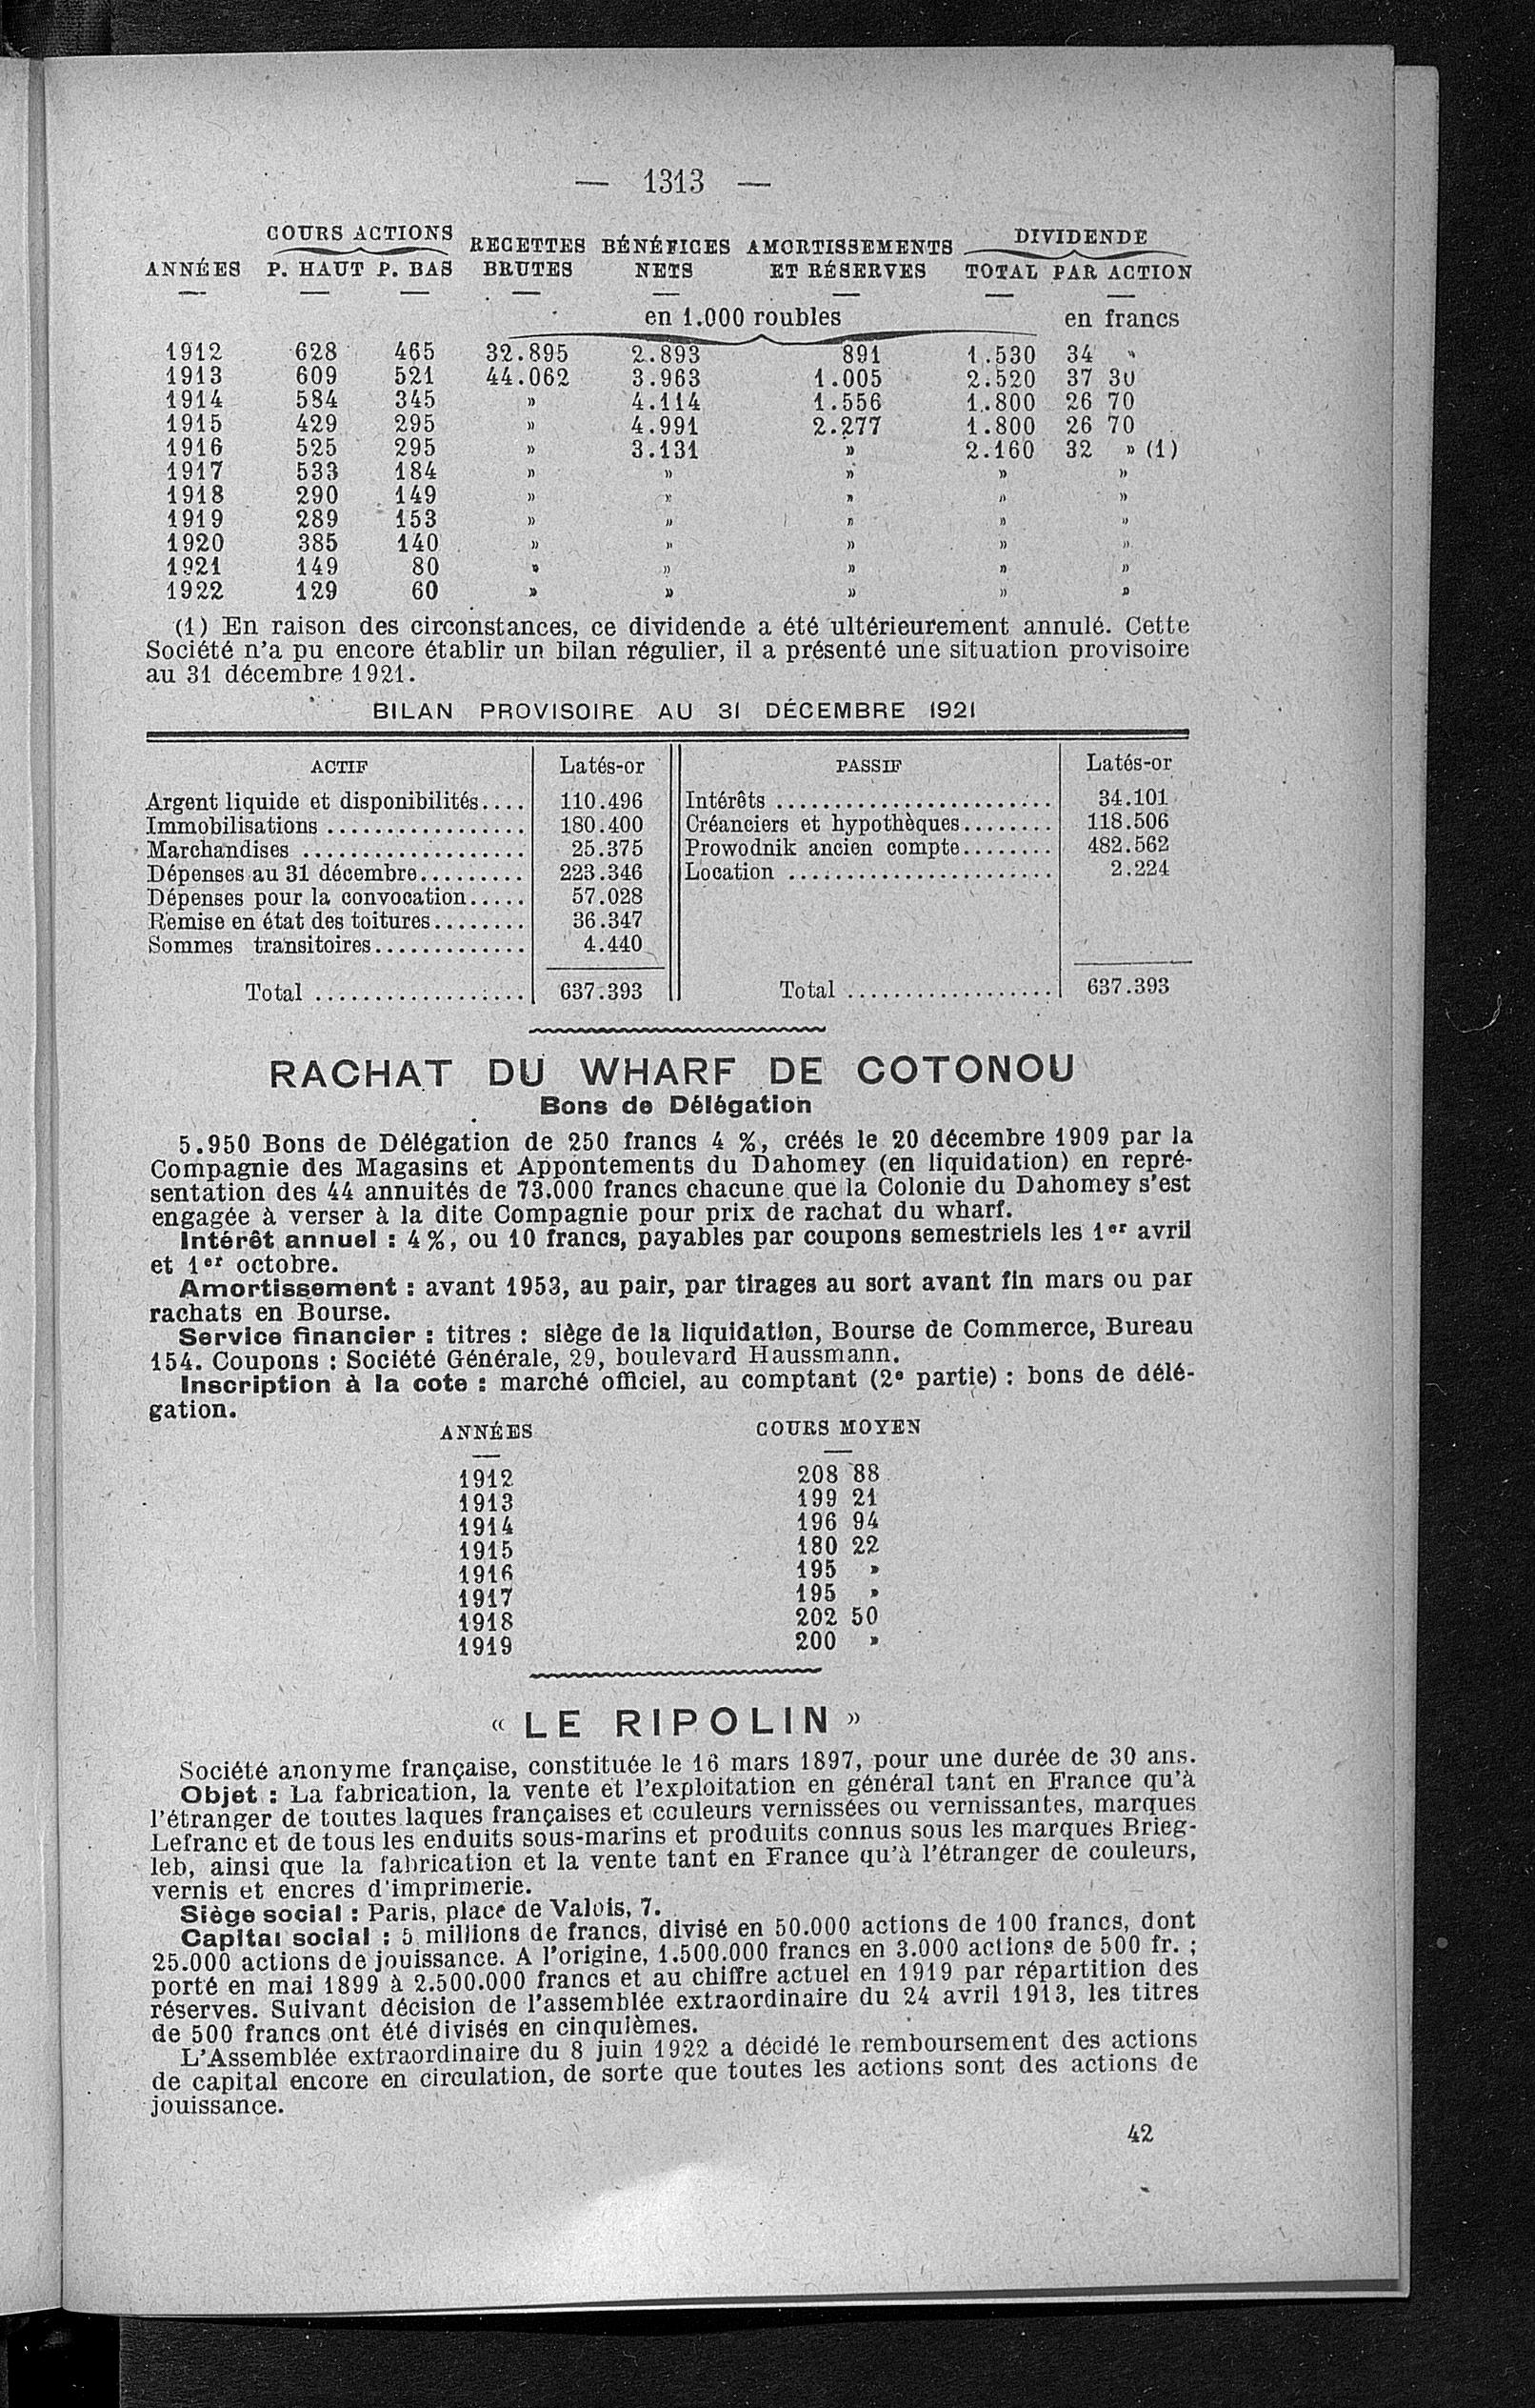 — 1313 —
COURS ACTIONS RECETTES BÉNÉFICES AMORTISSEMENTS DIVIDENDE
ANNÉES P. HAUT P. BAS BRUTES NETS ET RÉSERVES TOTAL PAR ACTION
en 1.000 roubles en francs
1912 628 465 32.895 2.893 891 1.530 34 »
1913 609 521 44.062 3.963 1.005 2.520 37 30
1914 584 345 » 4.114 1.556 1.800 26 70
1915 429 295 » 4.991 2.277 1.800 26 70
1916 525 295 » 3.131 » 2.160 32 » (1)
1917 533 184 » » » » »
1918 290 149 » » » » »
1919 289 153 » » » » »
1920 385 140 » » » » »
1921 149 80 » » » » »
1922 129 60 » » » » »
(1) En raison des circonstances, ce dividende a été ultérieurement annulé. Cette
Société n'a pu encore établir un bilan régulier, il a présenté une situation provisoire
au 31 décembre 1921.
BILAN PROVISOIRE AU 31 DÉCEMBRE 1921
ACTIF Latés-or PASSIF Latés-or
Argent liquide et disponibilités.... 110.496 Intérêts ........................ 34.101
Immobilisations ................. 180.400 Créanciers et hypothèques........ 118.506
Marchandises ................... 25.375 Prowodnik ancien compte........ 482.562
Dépenses au 31 décembre......... 223.346 Location ....................... 2.224
Dépenses pour la convocation..... 57.028
Remise en état des toitures........ 36.347
Sommes transitoires............. 4.440
Total .................. 637.393 Total .................. 637.393
RACHAT DU WHARF DE COTONOU
Bons de Délégation
5.950 Bons de Délégation de 250 francs 4 %, créés le 20 décembre 1909 par la
Compagnie des Magasins et Appontements du Dahomey (en liquidation) en repré-
sentation des 44 annuités de 73.000 francs chacune que la Colonie du Dahomey s'est
engagée à verser à la dite Compagnie pour prix de rachat du wharf.
Intérêt annuel : 4 %, ou 10 francs, payables par coupons semestriels les 1er avril
et 1er octobre.
Amortissement : avant 1953, au pair, par tirages au sort avant fin mars ou par
rachats en Bourse.
Service financier : titres : siège de la liquidation, Bourse de Commerce, Bureau
154. Coupons : Société Générale, 29, boulevard Haussmann.
Inscription à la cote : marché officiel, au comptant (2e partie) : bons de délé-
gation.
ANNÉES COURS MOYEN
1912 208 88
1913 199 21
1914 196 94
1915 180 22
1916 195 »
1917 195 »
1918 202 50
1919 200 »
« LE RIPOLIN »
Société anonyme française, constituée le 16 mars 1897, pour une durée de 30 ans.
Objet : La fabrication, la vente et l'exploitation en général tant en France qu'à
l'étranger de toutes laques françaises et couleurs vernissées ou vernissantes, marques
Lefranc et de tous les enduits sous-marins et produits connus sous les marques Brieg-
leb, ainsi que la fabrication et la vente tant en France qu'à l'étranger de couleurs,
vernis et encres d'imprimerie.
Siège social : Paris, place de Valois, 7.
Capital social : 5 millions de francs, divisé en 50.000 actions de 100 francs, dont
25.000 actions de jouissance. A l'origine, 1.500.000 francs en 3.000 actions de 500 fr. ;
porté en mai 1899 à 2.500.000 francs et au chiffre actuel en 1919 par répartition des
réserves. Suivant décision de l'assemblée extraordinaire du 24 avril 1913, les titres
de 500 francs ont été divisés en cinquièmes.
L'Assemblée extraordinaire du 8 juin 1922 a décidé le remboursement des actions
de capital encore en circulation, de sorte que toutes les actions sont des actions de
jouissance.
42